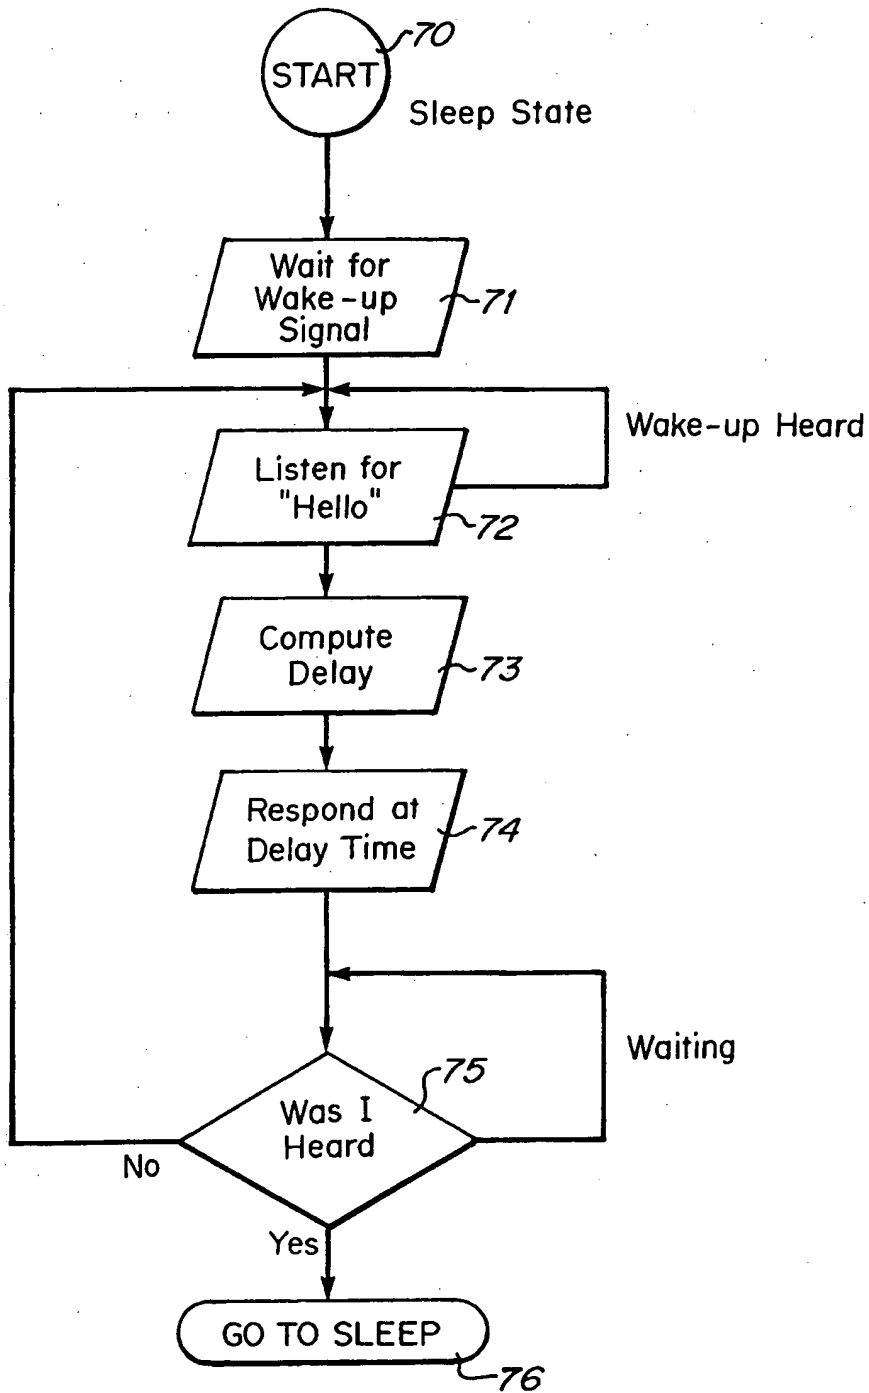 70
START
Sleep State
Wait for
Wake-up
Signal
71
Wake-up Heard
Listen for
"Hello"
72
Compute
Delay
73
Respond at
Delay Time
74
Waiting
75
Was I
Heard
No
Yes
GO TO SLEEP
76